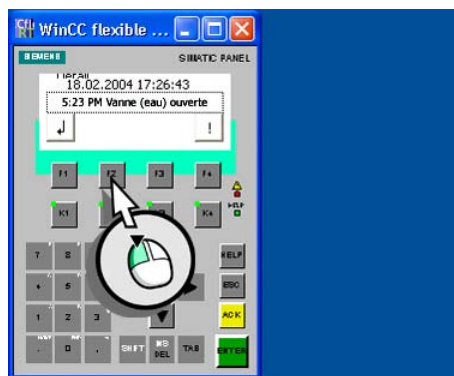 WinCC flexible ...
SIEMENS
SIMATIC PANEL
18.02.2004 17:26:43
5:23 PM Vanne (eau) ouverte
!
F1 F2 F3 F4
HELP
K1 K4
7 8
HELP
4 5
ESC
1 2 3
ACK
. 0 .
SHIFT
INS
DEL
TAB
ENTER